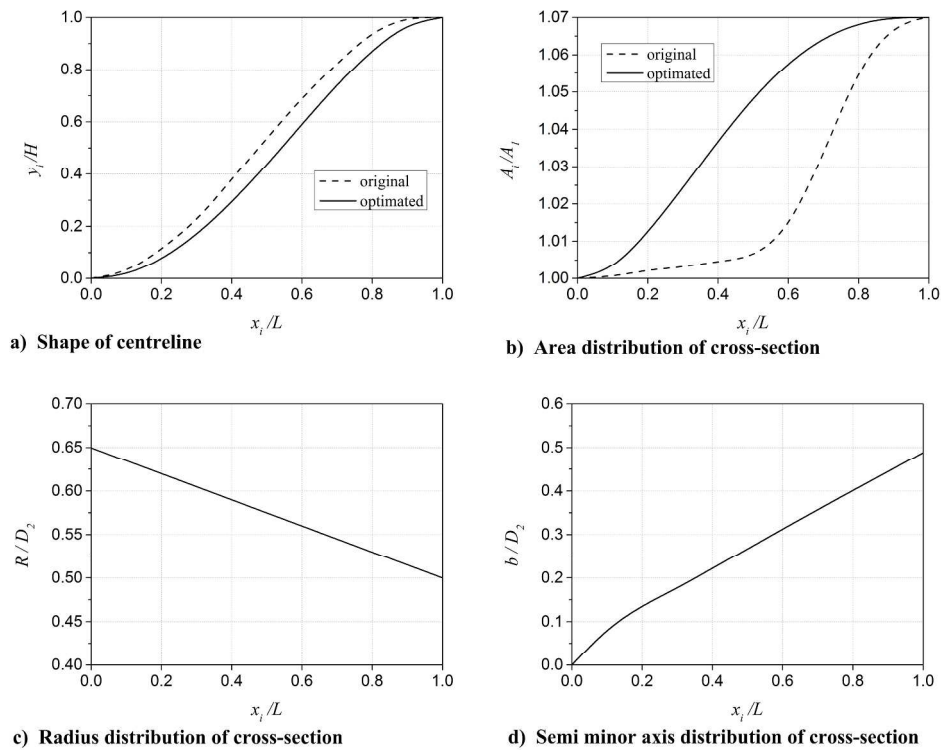 1.0
0.8
0.6
0.4
0.2
0.0
y_i/H
original
optimated
0.0 0.2 0.4 0.6 0.8 1.0
x_i/L
a) Shape of centreline
1.07
1.06
1.05
1.04
1.03
1.02
1.01
1.00
A_i/A_1
original
optimated
0.0 0.2 0.4 0.6 0.8 1.0
x_i/L
b) Area distribution of cross-section
0.70
0.65
0.60
0.55
0.50
0.45
0.40
R/D_2
0.0 0.2 0.4 0.6 0.8 1.0
x_i/L
c) Radius distribution of cross-section
0.6
0.5
0.4
0.3
0.2
0.1
0.0
b/D_2
0.0 0.2 0.4 0.6 0.8 1.0
x_i/L
d) Semi minor axis distribution of cross-section